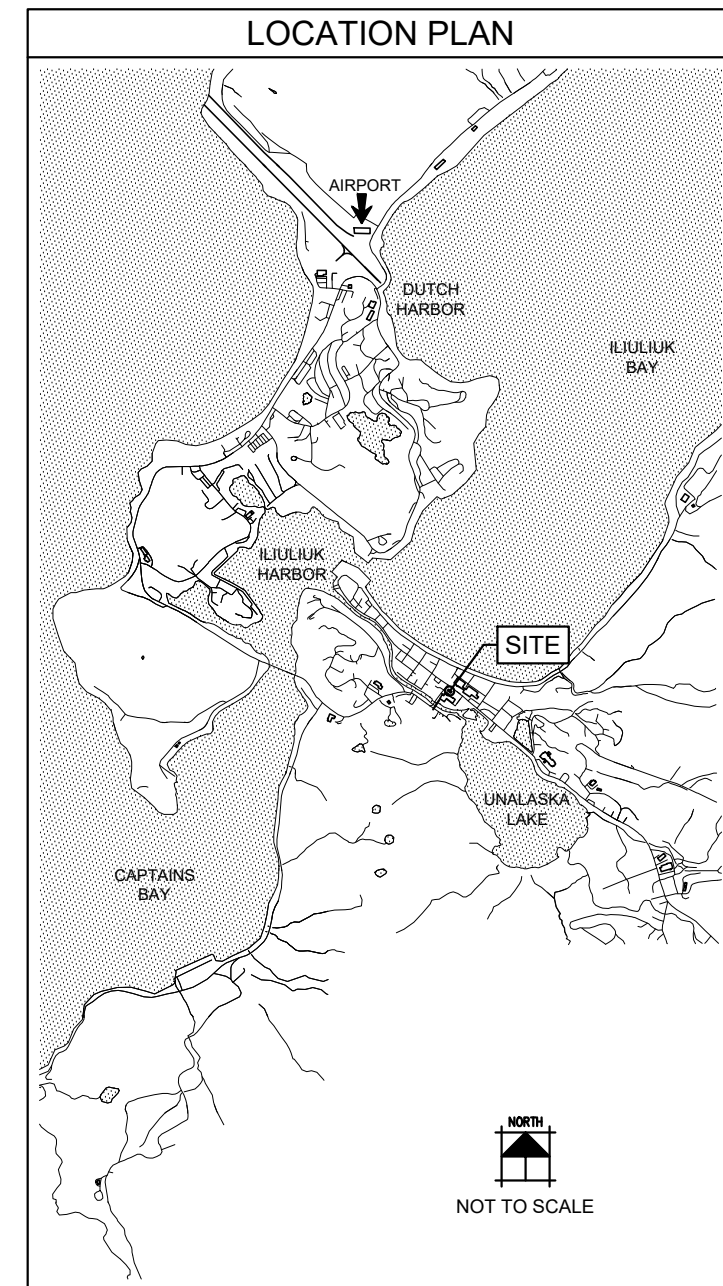 LOCATION PLAN
AIRPORT
DUTCH
HARBOR
ILIULIUK
BAY
ILIULIUK
HARBOR
SITE
UNALASKA
LAKE
CAPTAINS
BAY
NORTH
NOT TO SCALE